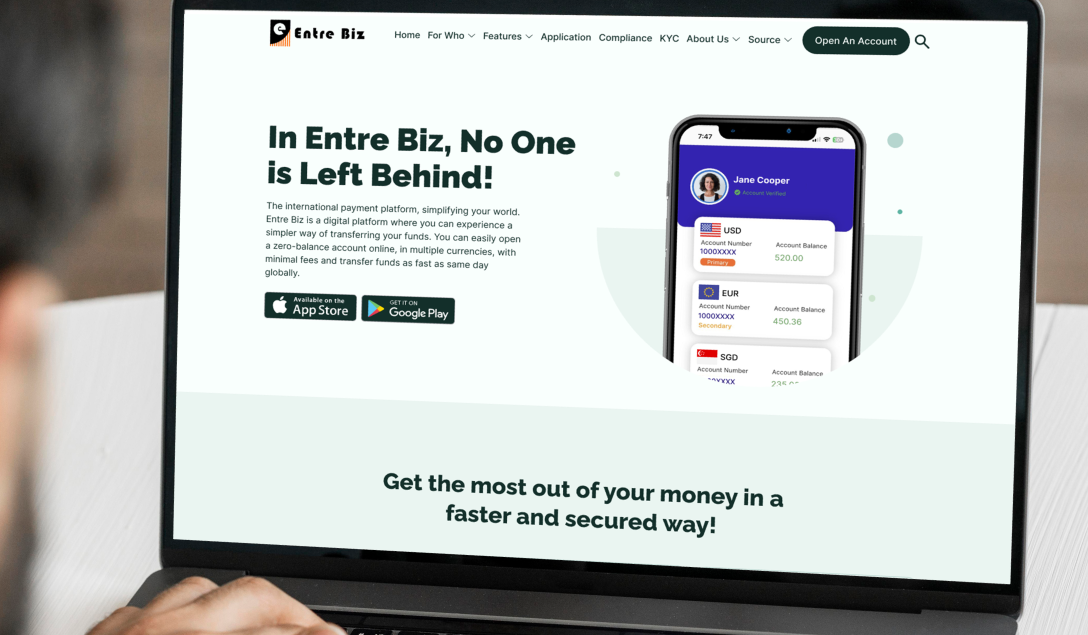 Entre Biz
Home For Who Features Application Compliance KYC About Us Source Open An Account
In Entre Biz, No One
is Left Behind!
The international payment platform, simplifying your world.
Entre Biz is a digital platform where you can experience a
simpler way of transferring your funds. You can easily open
a zero-balance account online, in multiple currencies, with
minimal fees and transfer funds as fast as same day
globally.
Available on the
App Store
GET IT ON
Google Play
7:47
Jane Cooper
Account Verified
USD
Account Number Account Balance
1000XXXX 520.00
Primary
EUR
Account Number Account Balance
1000XXXX 450.36
Secondary
SGD
Account Number Account Balance
Get the most out of your money in a
faster and secured way!